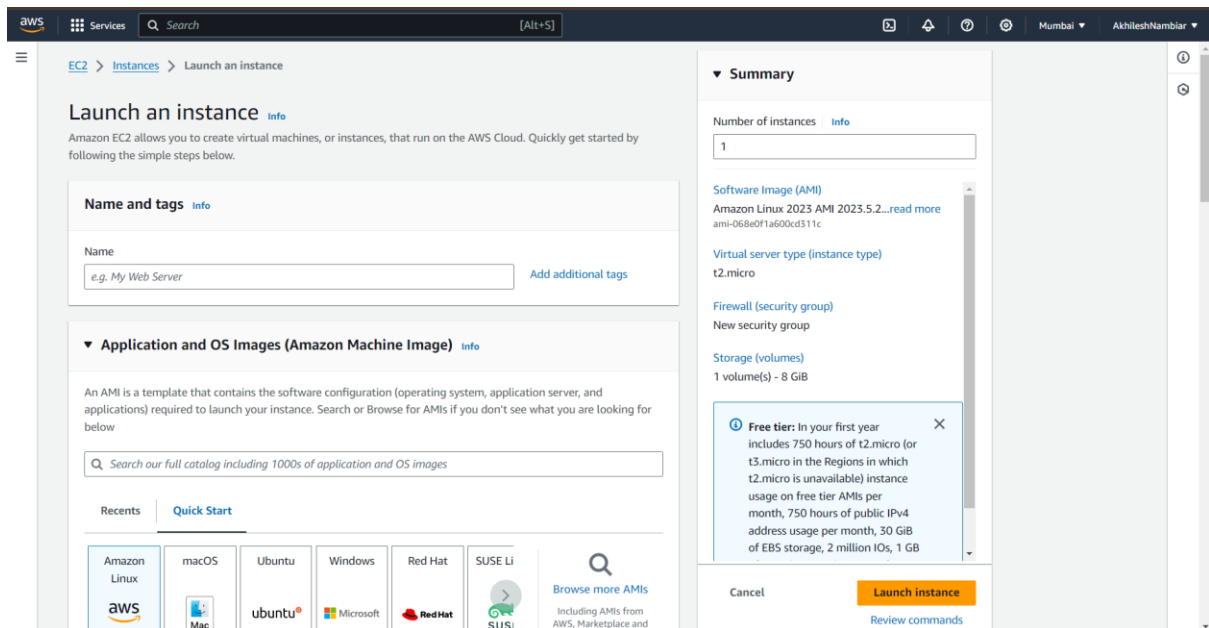 aws
Services
Search
[Alt+S]
Mumbai
AkhileshNambiar
EC2 > Instances > Launch an instance
Launch an instance Info
Amazon EC2 allows you to create virtual machines, or instances, that run on the AWS Cloud. Quickly get started by
following the simple steps below.
Name and tags Info
Name
e.g. My Web Server
Add additional tags
Application and OS Images (Amazon Machine Image) Info
An AMI is a template that contains the software configuration (operating system, application server, and
applications) required to launch your instance. Search or Browse for AMIs if you don't see what you are looking for
below
Search our full catalog including 1000s of application and OS images
Recents
Quick Start
Amazon
Linux
aws
macOS
Mac
Ubuntu
ubuntu
Windows
Microsoft
Red Hat
Red Hat
SUSE Li
SUS
Browse more AMIs
Including AMIs from
AWS, Marketplace and
Summary
Number of instances Info
1
Software Image (AMI)
Amazon Linux 2023 AMI 2023.5.2...read more
ami-068e0f1a600cd311c
Virtual server type (instance type)
t2.micro
Firewall (security group)
New security group
Storage (volumes)
1 volume(s) - 8 GiB
Free tier: In your first year
includes 750 hours of t2.micro (or
t3.micro in the Regions in which
t2.micro is unavailable) instance
usage on free tier AMIs per
month, 750 hours of public IPv4
address usage per month, 30 GiB
of EBS storage, 2 million IOs, 1 GB
Cancel
Launch instance
Review commands